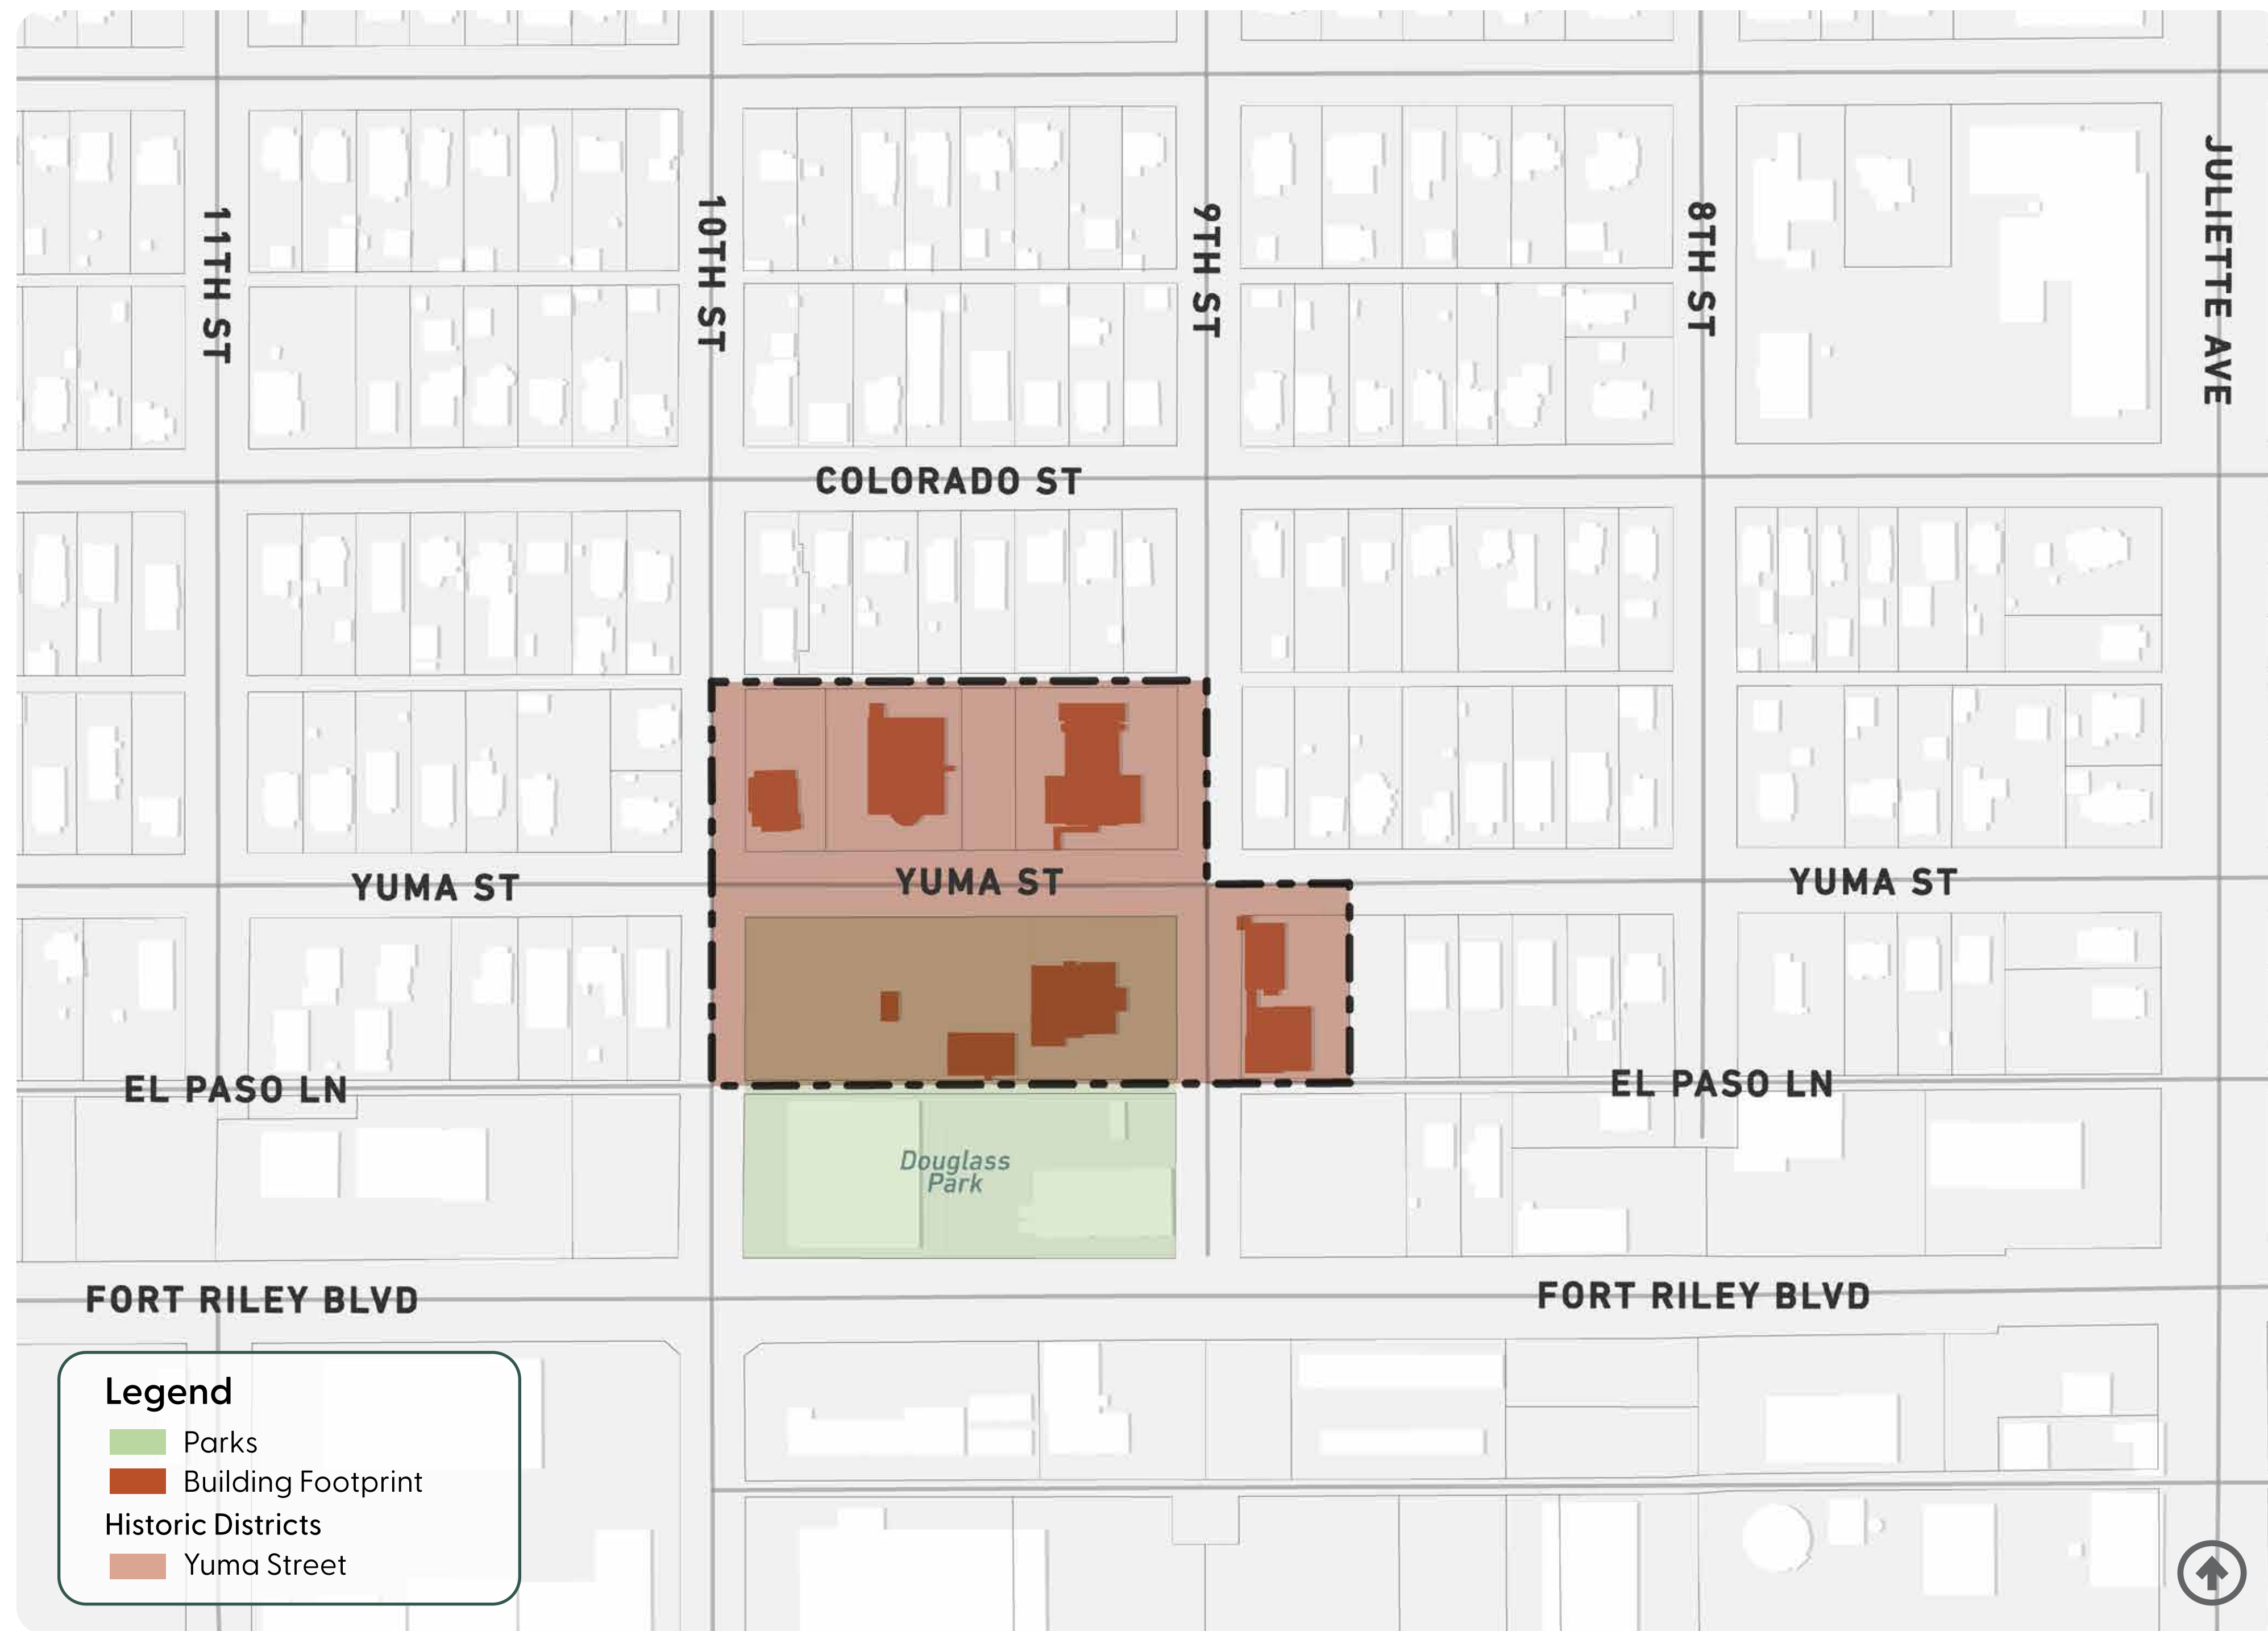 11TH ST
10TH ST
9TH ST
8TH ST
JULIETTE AVE
COLORADO ST
YUMA ST
YUMA ST
YUMA ST
EL PASO LN
EL PASO LN
Douglass
Park
FORT RILEY BLVD
FORT RILEY BLVD
Legend
Parks
Building Footprint
Historic Districts
Yuma Street